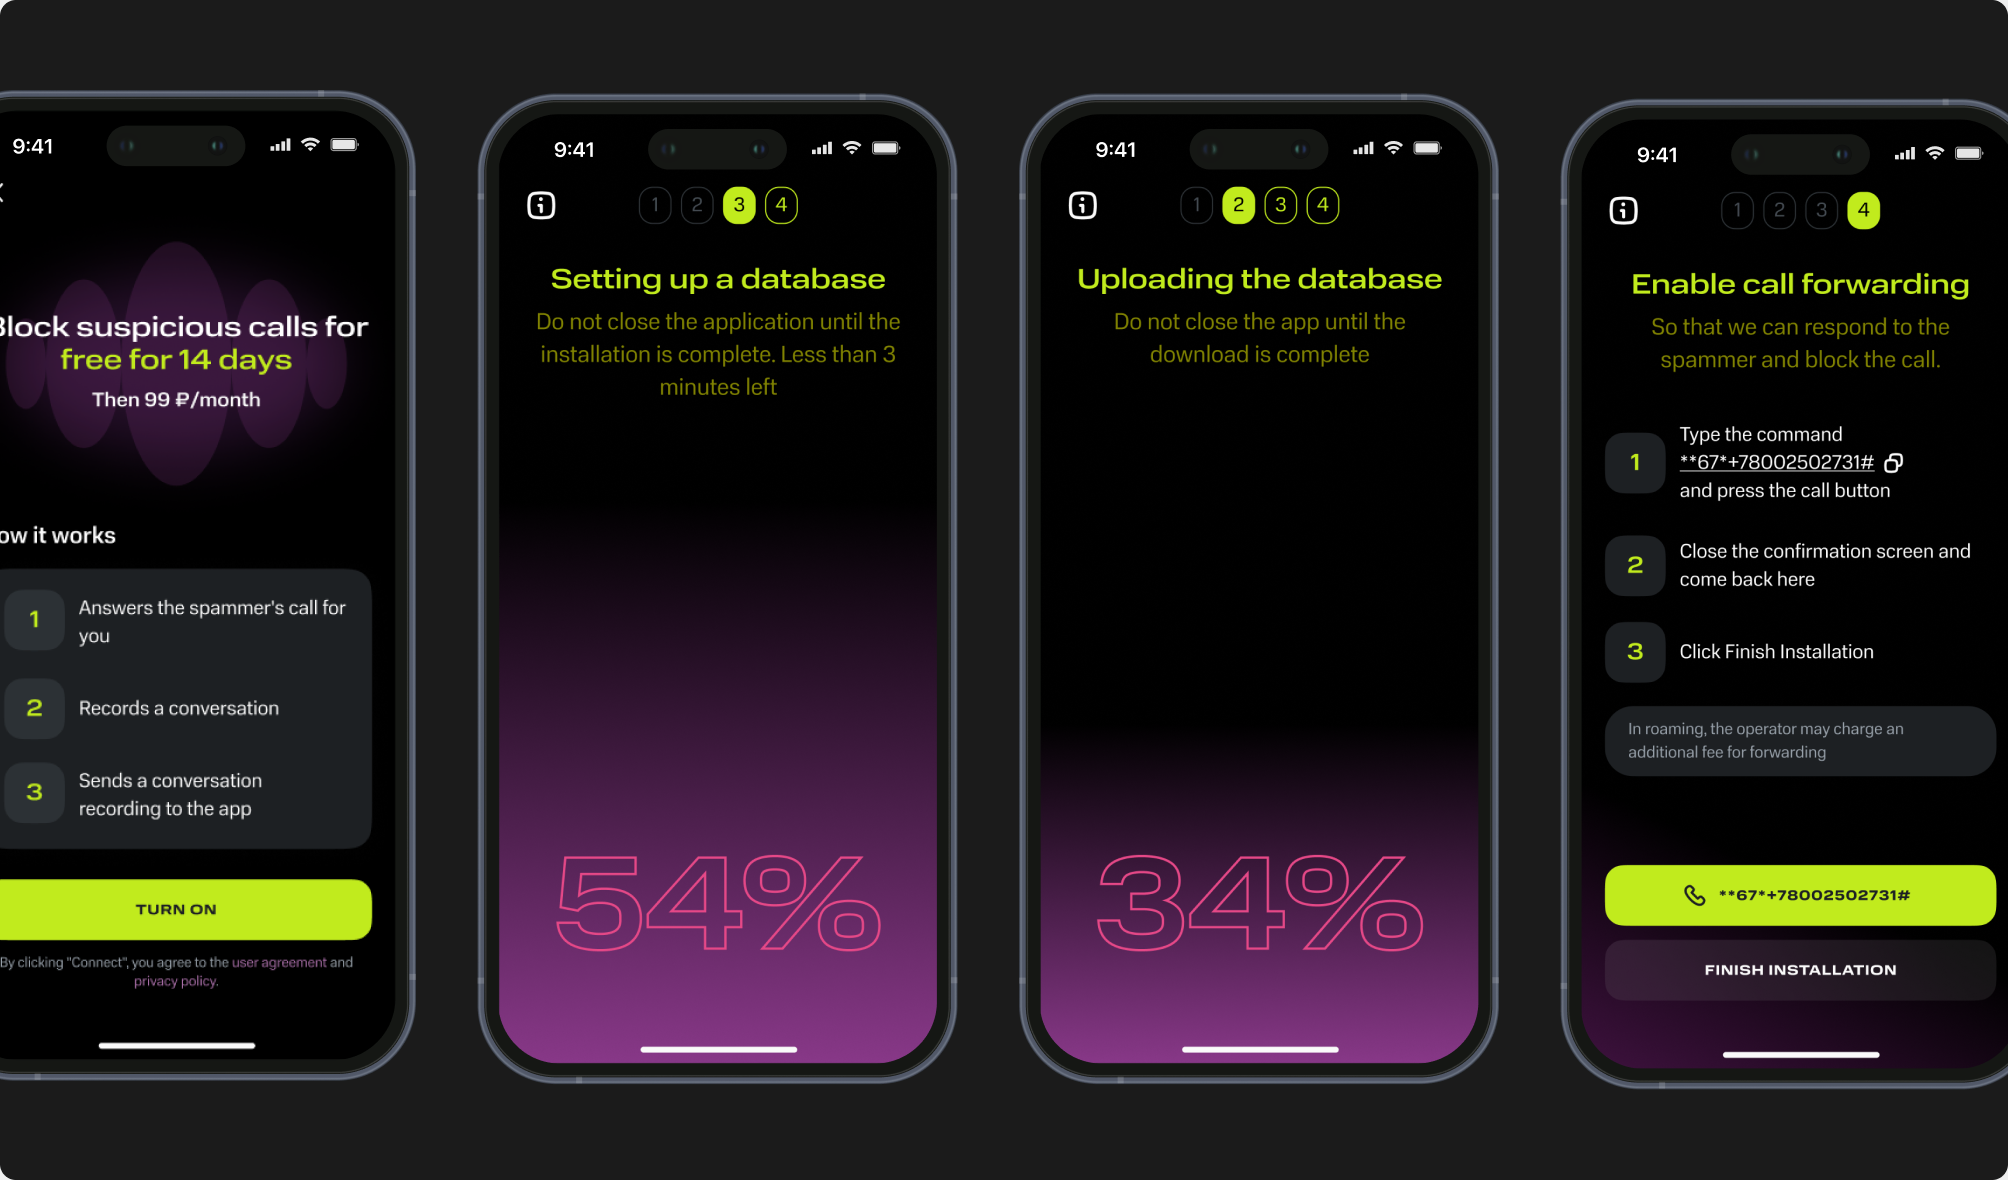 9:41
Block suspicious calls for
free for 14 days
Then 99 ₽/month
ow it works
1
Answers the spammer's call for
you
2
Records a conversation
3
Sends a conversation
recording to the app
TURN ON
By clicking "Connect", you agree to the user agreement and
privacy policy.
9:41
1 2 3 4
Setting up a database
Do not close the application until the
installation is complete. Less than 3
minutes left
54%
9:41
1 2 3 4
Uploading the database
Do not close the app until the
download is complete
34%
9:41
1 2 3 4
Enable call forwarding
So that we can respond to the
spammer and block the call.
1
Type the command
**67*+78002502731#
and press the call button
2
Close the confirmation screen and
come back here
3
Click Finish Installation
In roaming, the operator may charge an
additional fee for forwarding
**67*+78002502731#
FINISH INSTALLATION